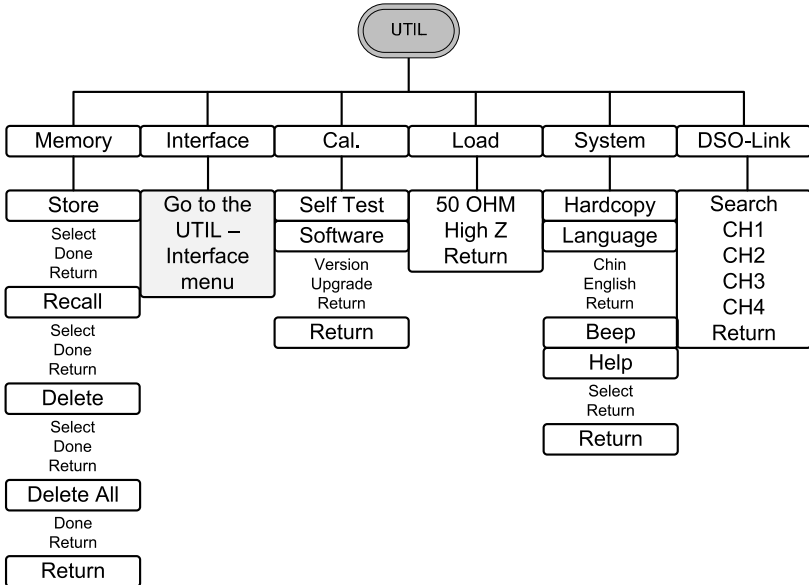 UTIL
Memory
Interface
Cal.
Load
System
DSO-Link
Store
Select
Done
Return
Recall
Select
Done
Return
Delete
Select
Done
Return
Delete All
Done
Return
Return
Go to the
UTIL –
Interface
menu
Self Test
Software
Version
Upgrade
Return
Return
50 OHM
High Z
Return
Hardcopy
Language
Chin
English
Return
Beep
Help
Select
Return
Return
Search
CH1
CH2
CH3
CH4
Return